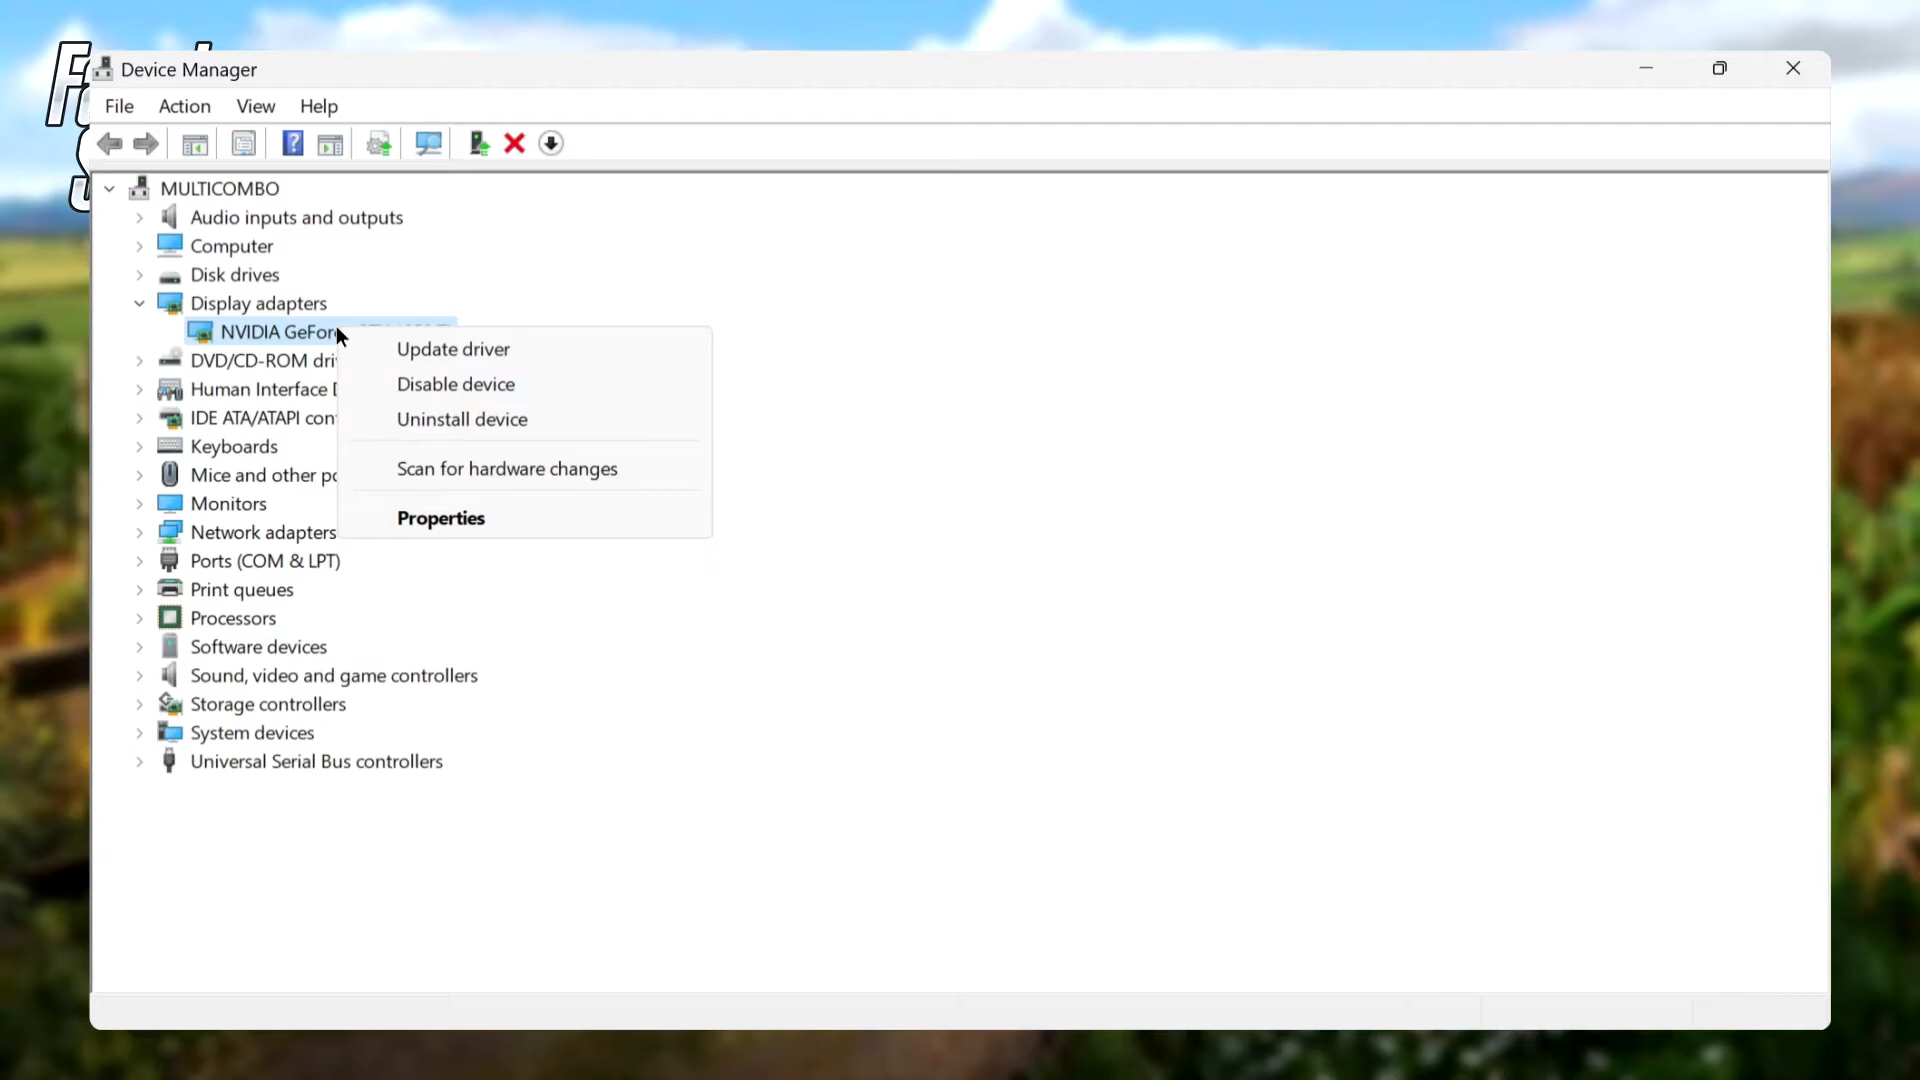 Device Manager
File Action View Help
MULTICOMBO
Audio inputs and outputs
Computer
Disk drives
Display adapters
NVIDIA
DVD/CD-ROM
Human Interface
IDE ATA/ATAPI
Keyboards
Mice and other
Monitors
Network adapters
Ports (COM & LPT)
Print queues
Processors
Software devices
Sound, video and game controllers
Storage controllers
System devices
Universal Serial Bus controllers
Update driver
Disable device
Uninstall device
Scan for hardware changes
Properties